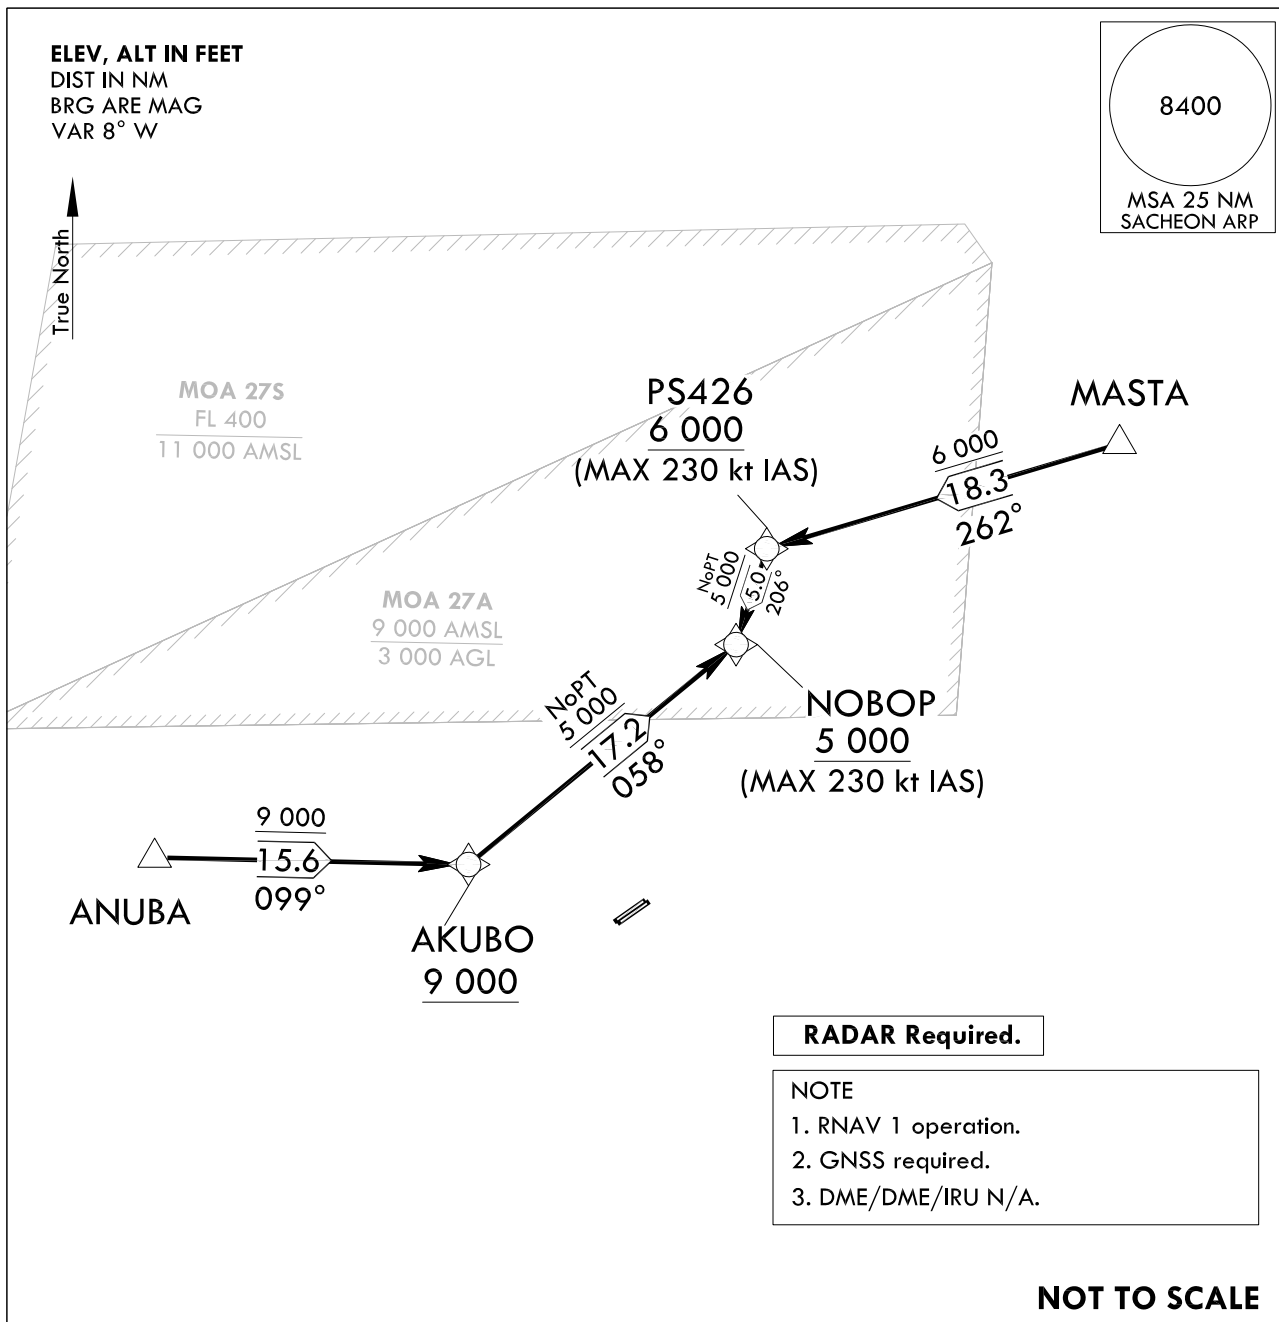 ELEV, ALT IN FEET
DIST IN NM
BRG ARE MAG
VAR 8° W
8400
MSA 25 NM
SACHEON ARP
True North
MOA 27S
FL 400
11 000 AMSL
PS426
6 000
(MAX 230 kt IAS)
MASTA
6 000
18.3
262°
NoPT
5 000
5.0
206°
MOA 27A
9 000 AMSL
3 000 AGL
NOBOP
5 000
(MAX 230 kt IAS)
NoPT
5 000
17.2
058°
9 000
15.6
099°
ANUBA
AKUBO
9 000
RADAR Required.
NOTE
1. RNAV 1 operation.
2. GNSS required.
3. DME/DME/IRU N/A.
NOT TO SCALE